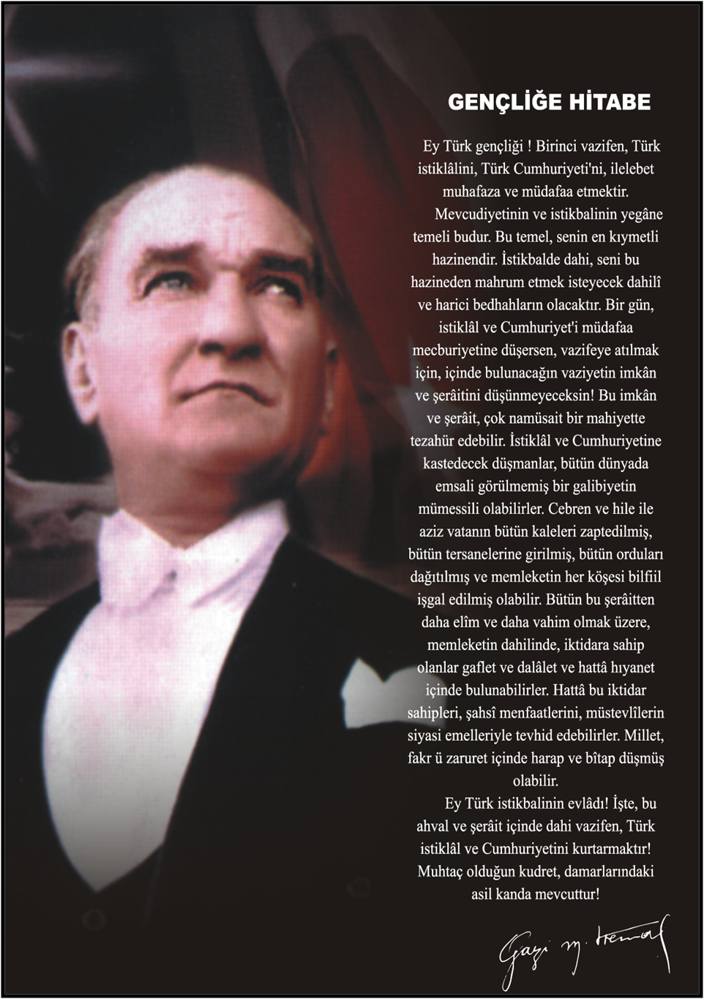 GENÇLİĞE HİTABE
Ey Türk gençliği ! Birinci vazifen, Türk
istiklâlini, Türk Cumhuriyeti'ni, ilelebet
muhafaza ve müdafaa etmektir.
Mevcudiyetinin ve istikbalinin yegâne
temeli budur. Bu temel, senin en kıymetli
hazinendir. İstikbalde dahi, seni bu
hazineden mahrum etmek isteyecek dahilî
ve harici bedhahların olacaktır. Bir gün,
istiklâl ve Cumhuriyet'i müdafaa
mecburiyetine düşersen, vazifeye atılmak
için, içinde bulunacağın vaziyetin imkân
ve şerâitini düşünmeyeceksin! Bu imkân
ve şerâit, çok namüsait bir mahiyette
tezahür edebilir. İstiklâl ve Cumhuriyetine
kastedecek düşmanlar, bütün dünyada
emsali görülmemiş bir galibiyetin
mümessili olabilirler. Cebren ve hile ile
aziz vatanın bütün kaleleri zaptedilmiş,
bütün tersanelerine girilmiş, bütün orduları
dağıtılmış ve memleketin her köşesi bilfiil
işgal edilmiş olabilir. Bütün bu şerâitten
daha elîm ve daha vahim olmak üzere,
memleketin dahilinde, iktidara sahip
olanlar gaflet ve dalâlet ve hattâ hıyanet
içinde bulunabilirler. Hattâ bu iktidar
sahipleri, şahsî menfaatlerini, müstevlîlerin
siyasi emelleriyle tevhid edebilirler. Millet,
fakr ü zaruret içinde harap ve bîtap düşmüş
olabilir.
Ey Türk istikbalinin evlâdı! İşte, bu
ahval ve şerâit içinde dahi vazifen, Türk
istiklâl ve Cumhuriyetini kurtarmaktır!
Muhtaç olduğun kudret, damarlarındaki
asil kanda mevcuttur!
Gazi M. Kemal